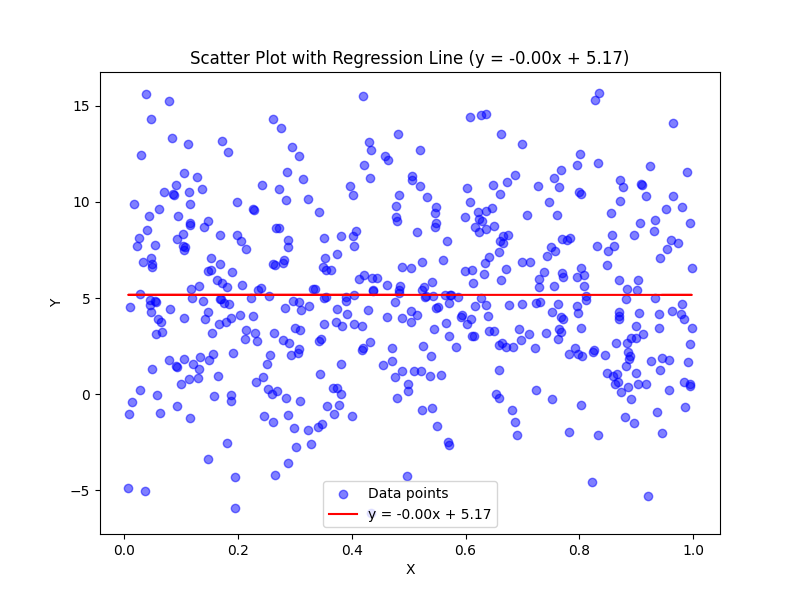 Scatter Plot with Regression Line (y = -0.00x + 5.17)
15
10
5
0
−5
Y
0.0 0.2 0.4 0.6 0.8 1.0
X
Data points
y = -0.00x + 5.17